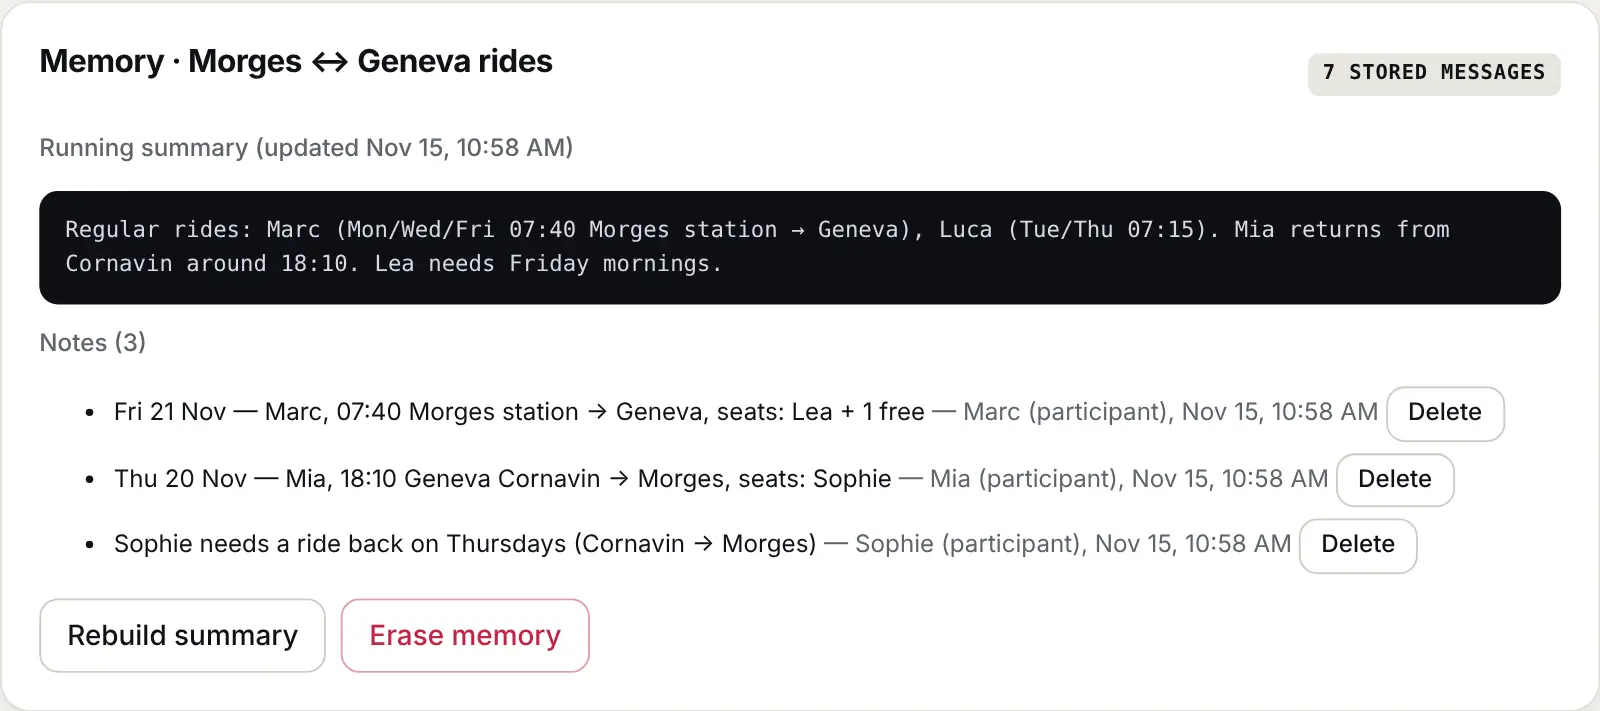 Memory · Morges ↔ Geneva rides
7 STORED MESSAGES
Running summary (updated Nov 15, 10:58 AM)
Regular rides: Marc (Mon/Wed/Fri 07:40 Morges station → Geneva), Luca (Tue/Thu 07:15). Mia returns from
Cornavin around 18:10. Lea needs Friday mornings.
Notes (3)
• Fri 21 Nov — Marc, 07:40 Morges station → Geneva, seats: Lea + 1 free — Marc (participant), Nov 15, 10:58 AM Delete
• Thu 20 Nov — Mia, 18:10 Geneva Cornavin → Morges, seats: Sophie — Mia (participant), Nov 15, 10:58 AM Delete
• Sophie needs a ride back on Thursdays (Cornavin → Morges) — Sophie (participant), Nov 15, 10:58 AM Delete
Rebuild summary Erase memory